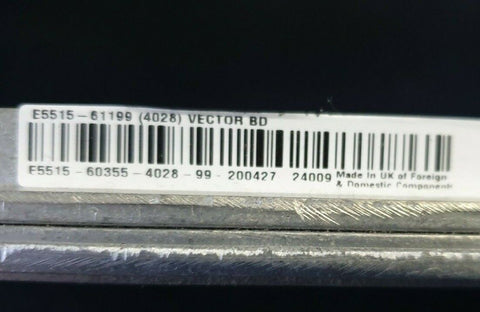 E5515-61199 (4028) VECTOR BD
E5515 - 60355 - 4028 - 99 - 200427 24009 Made In UK of Foreign
& Domestic Components